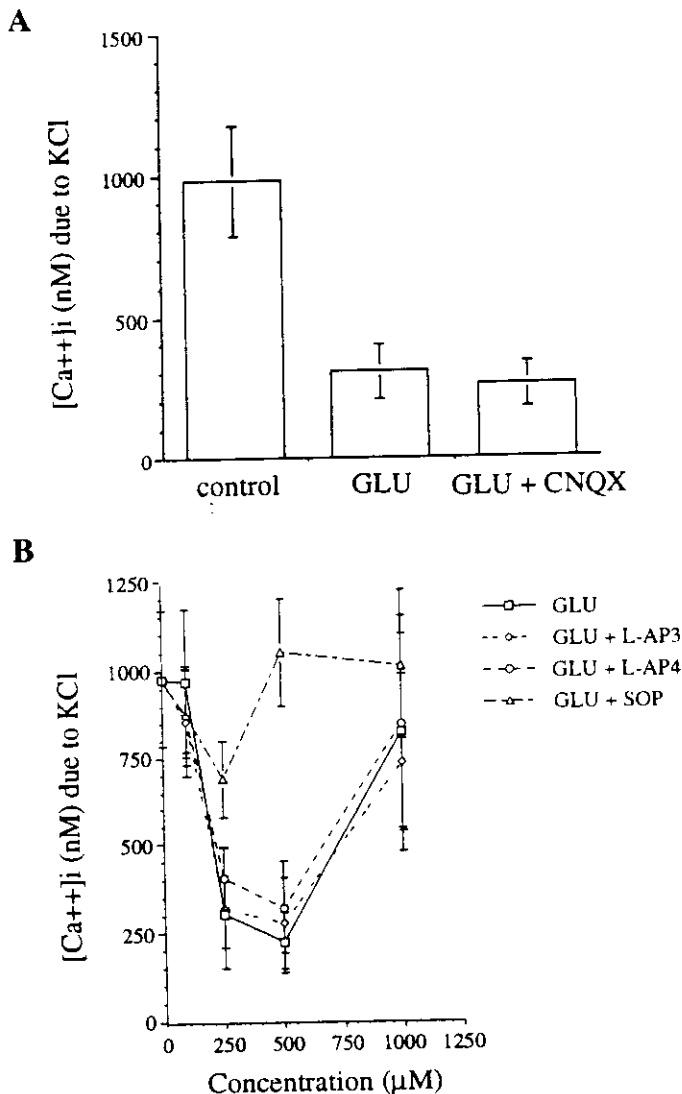 A
1500
1000
500
0
[Ca++]i (nM) due to KCl
control GLU GLU + CNQX
B
1250
1000
750
500
250
0
[Ca++]i (nM) due to KCl
GLU
GLU + L-AP3
GLU + L-AP4
GLU + SOP
0 250 500 750 1000 1250
Concentration (μM)